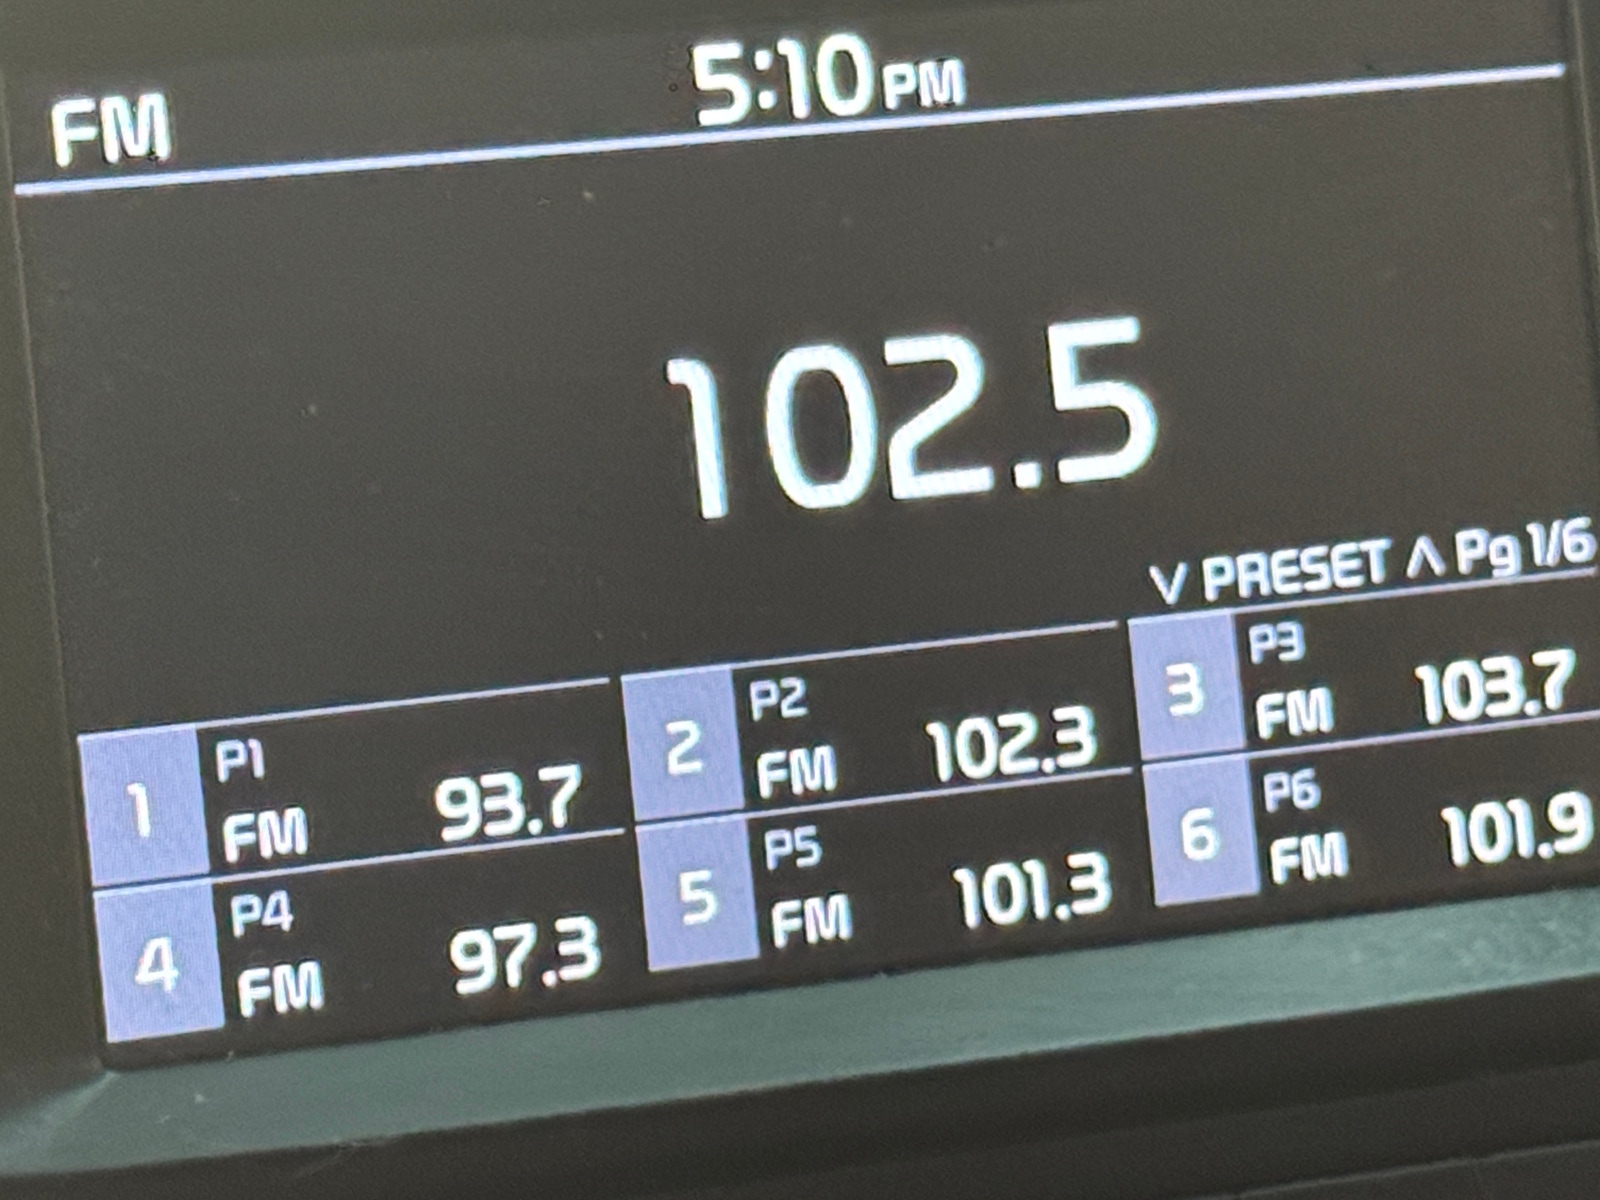 FM 5:10 PM
102.5
∨ PRESET ∧ Pg 1/6
1 P1 FM 93.7
2 P2 FM 102.3
3 P3 FM 103.7
4 P4 FM 97.3
5 P5 FM 101.3
6 P6 FM 101.9